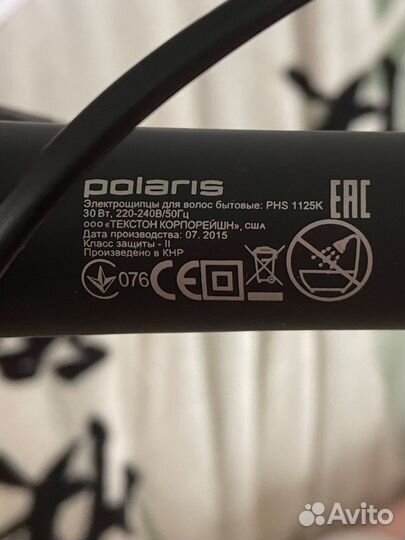 polaris
Электрощипцы для волос бытовые: PHS 1125K
30 Вт, 220-240В/50Гц
ООО «ТЕКСТОН КОРПОРЕЙШН», США
Дата производства: 07. 2015
Класс защиты - II
Произведено в КНР
EAC
076 CE
Avito